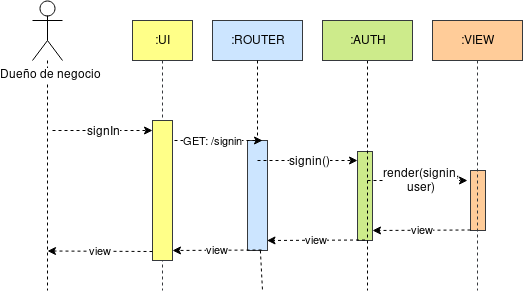 :UI
:ROUTER
:AUTH
:VIEW
Dueño de negocio
signIn
GET: /signin
signin()
render(signin,
user)
view
view
view
view